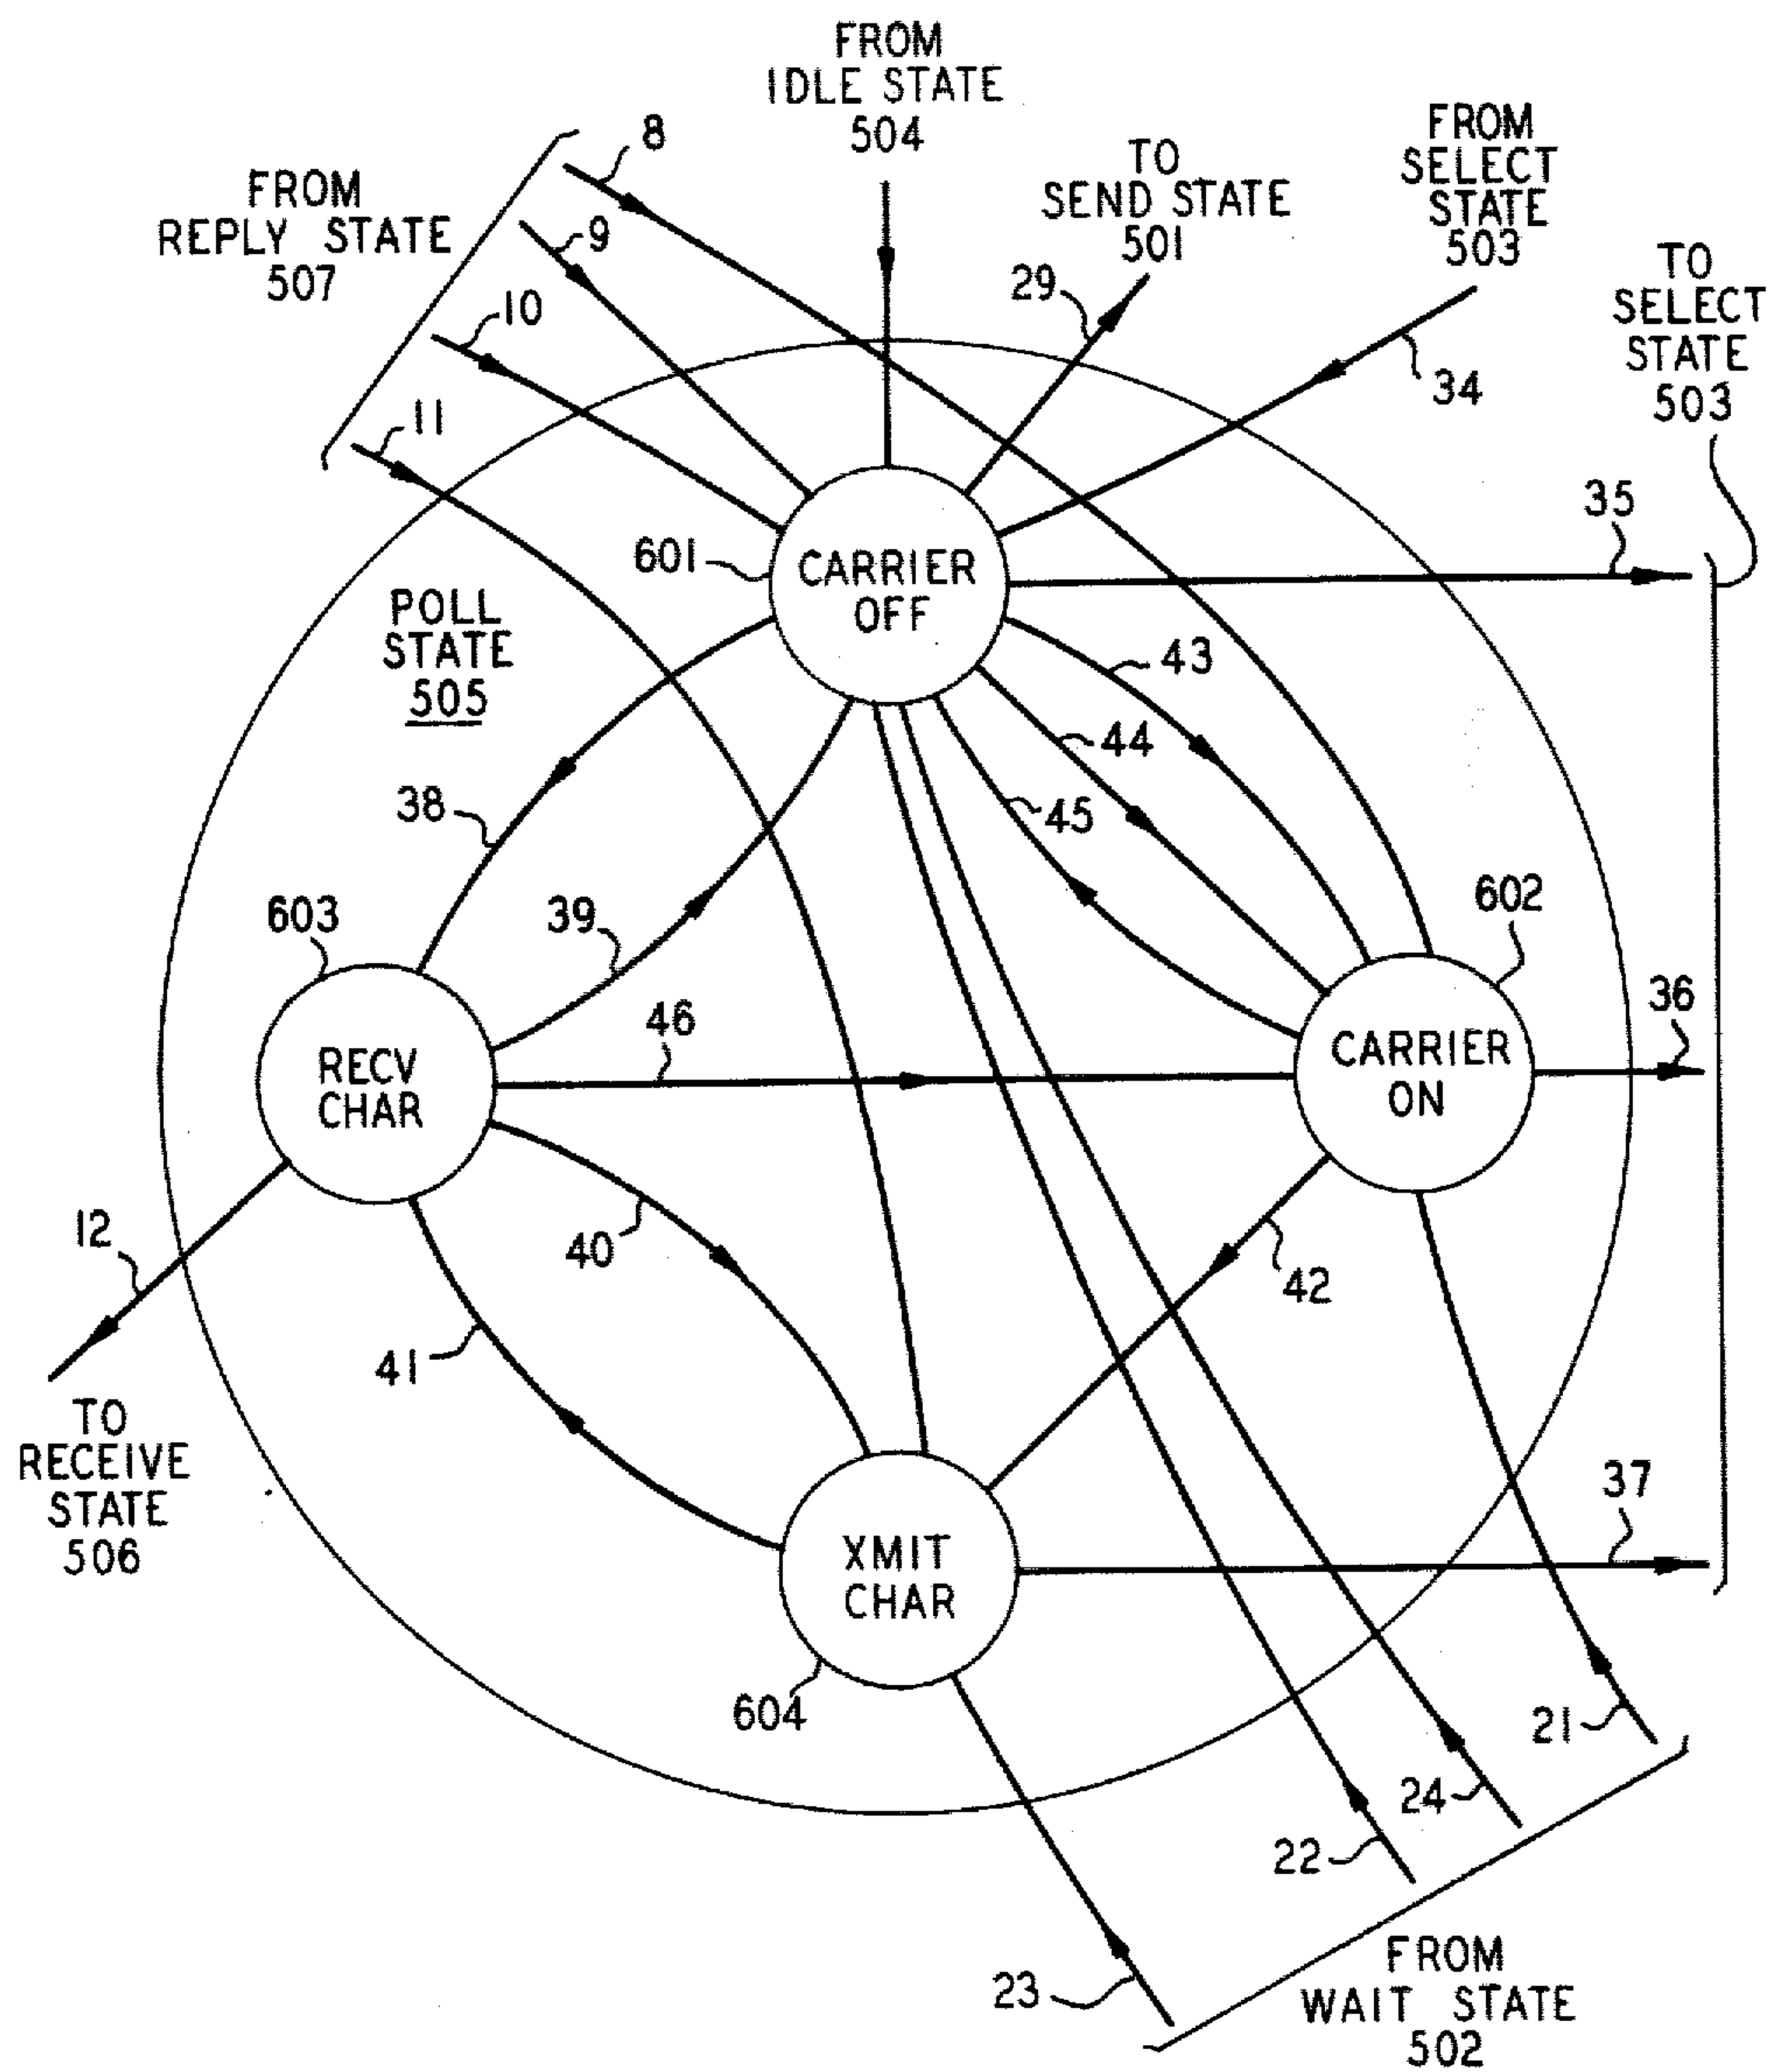 FROM
IDLE STATE
504
8
FROM
REPLY STATE
507
9
10
11
TO
SEND STATE
501
29
FROM
SELECT
STATE
503
34
TO
SELECT
STATE
503
35
601
CARRIER
OFF
POLL
STATE
505
43
44
45
38
39
603
602
RECV
CHAR
46
CARRIER
ON
36
12
40
42
41
TO
RECEIVE
STATE
506
XMIT
CHAR
37
604
21
24
22
23
FROM
WAIT STATE
502